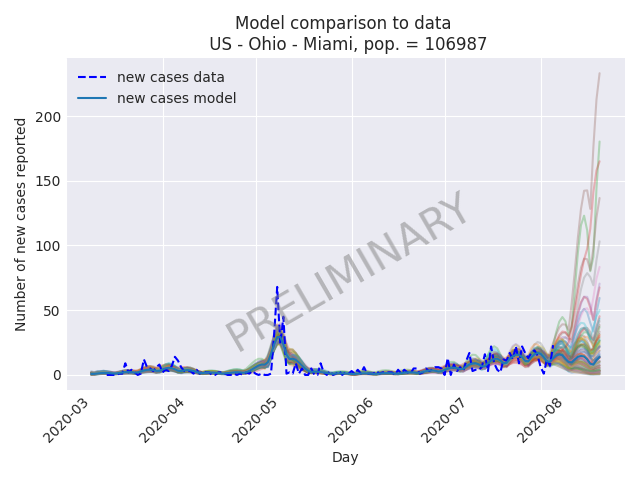 Model comparison to data
US - Ohio - Miami, pop. = 106987
new cases data
new cases model
Number of new cases reported
200
150
100
50
0
PRELIMINARY
2020-03
2020-04
2020-05
2020-06
2020-07
2020-08
Day